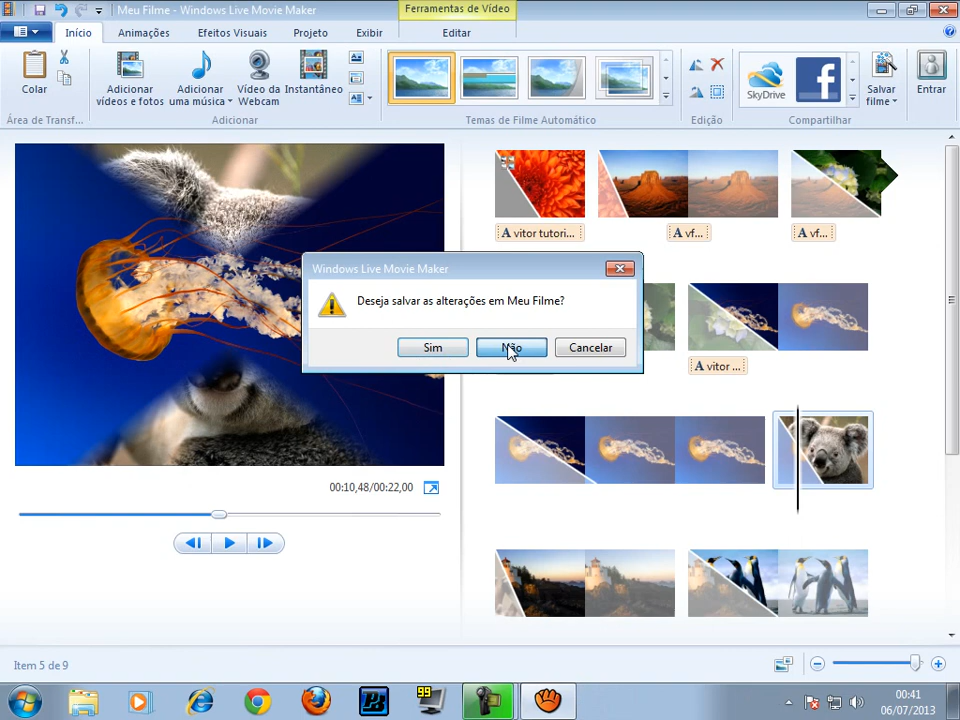 Meu Filme - Windows Live Movie Maker
Ferramentas de Vídeo
Início
Animações
Efeitos Visuais
Projeto
Exibir
Editar
Colar
Adicionar vídeos e fotos
Adicionar uma música
Vídeo da Webcam
Instantâneo
SkyDrive
Salvar filme
Entrar
Área de Transf...
Adicionar
Temas de Filme Automático
Edição
Compartilhar
A vitor tutori...
A vf...
A vf...
Windows Live Movie Maker
Deseja salvar as alterações em Meu Filme?
Sim
Não
Cancelar
A vitor ...
00:10,48/00:22,00
Item 5 de 9
99
00:41
06/07/2013